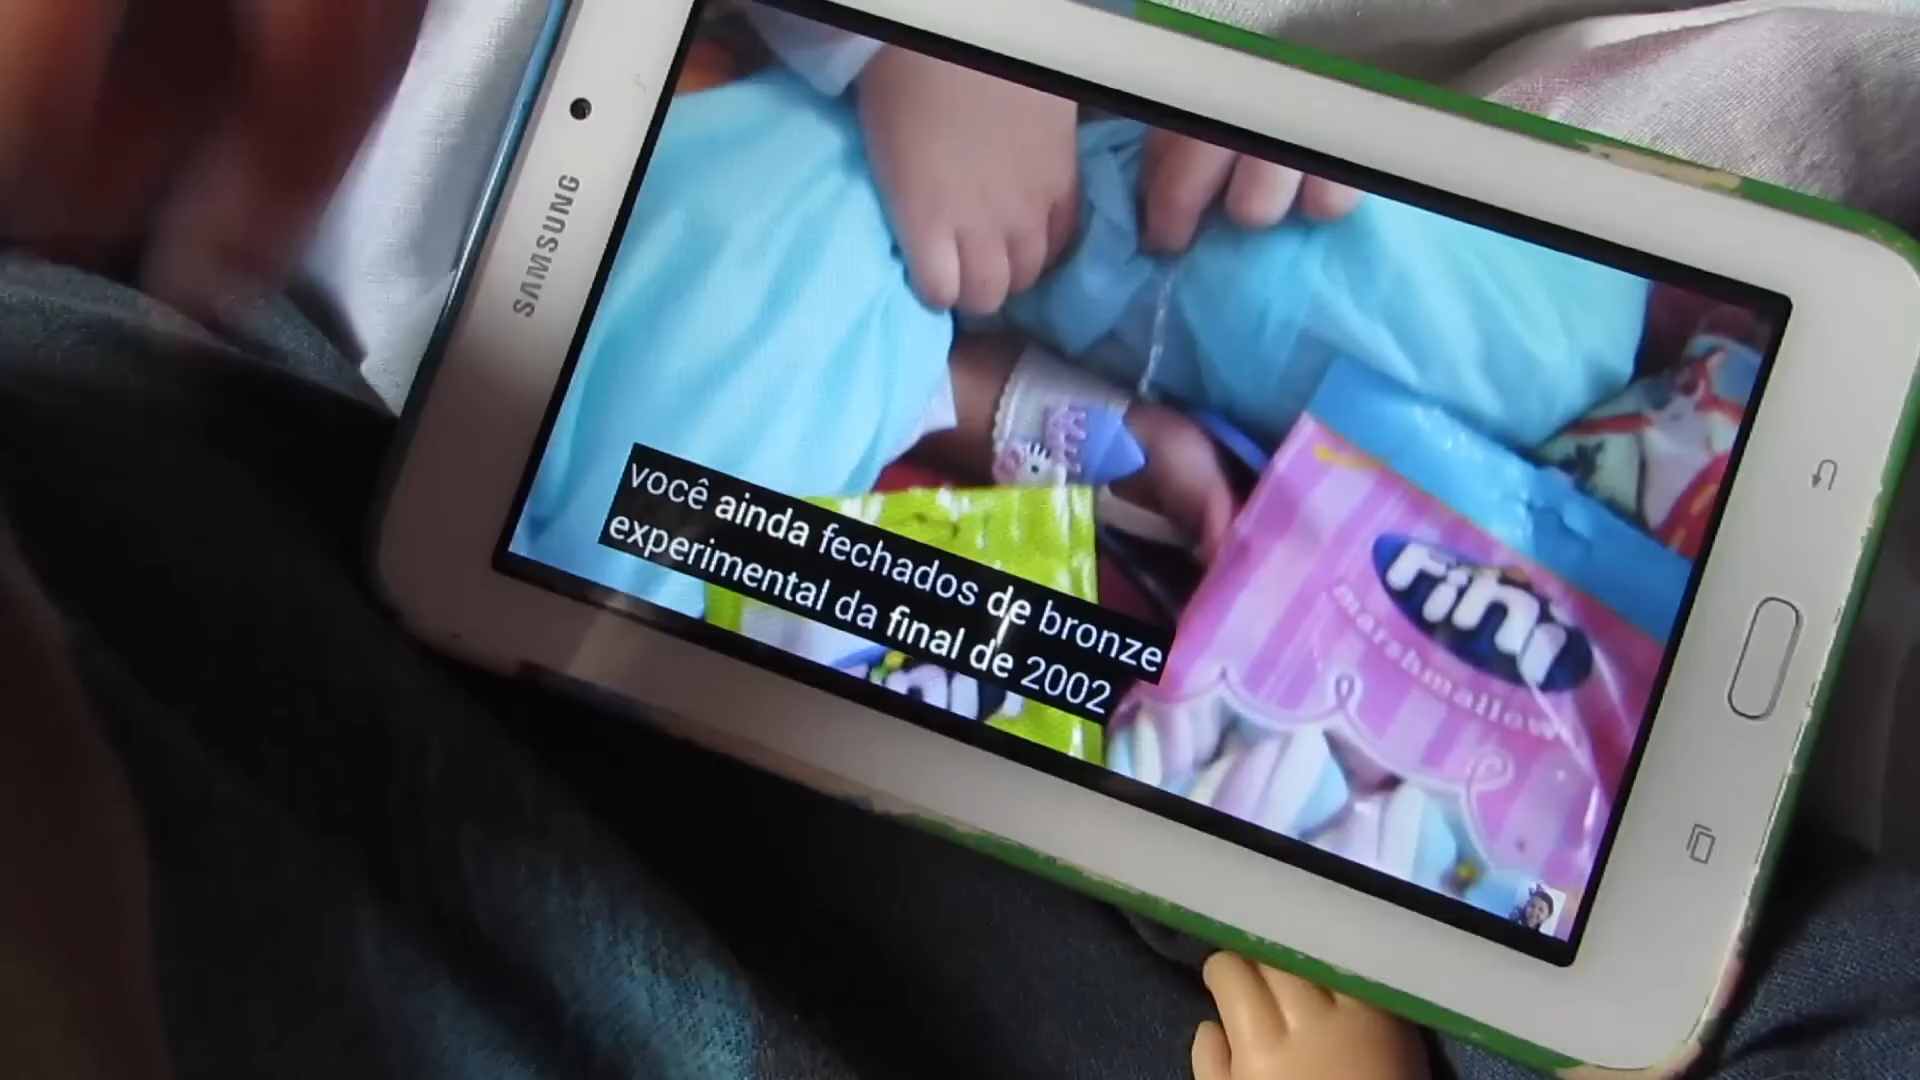 SAMSUNG
você ainda fechados de bronze
experimental da final de 2002
Fini
marshmallow